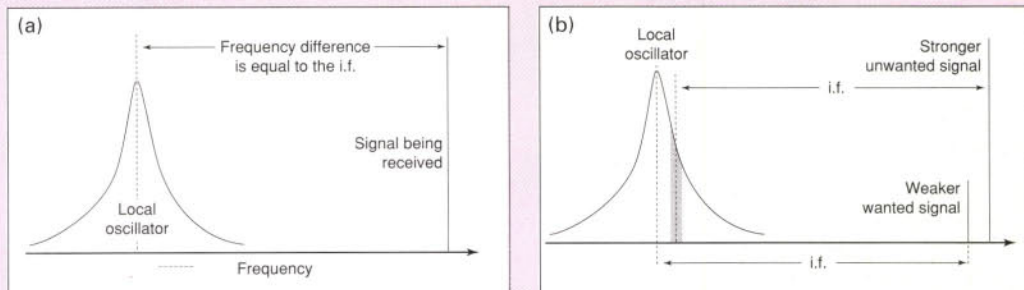 (a)
Frequency difference
is equal to the i.f.
Signal being
received
Local
oscillator
Frequency
(b)
Local
oscillator
Stronger
unwanted signal
i.f.
Weaker
wanted signal
i.f.